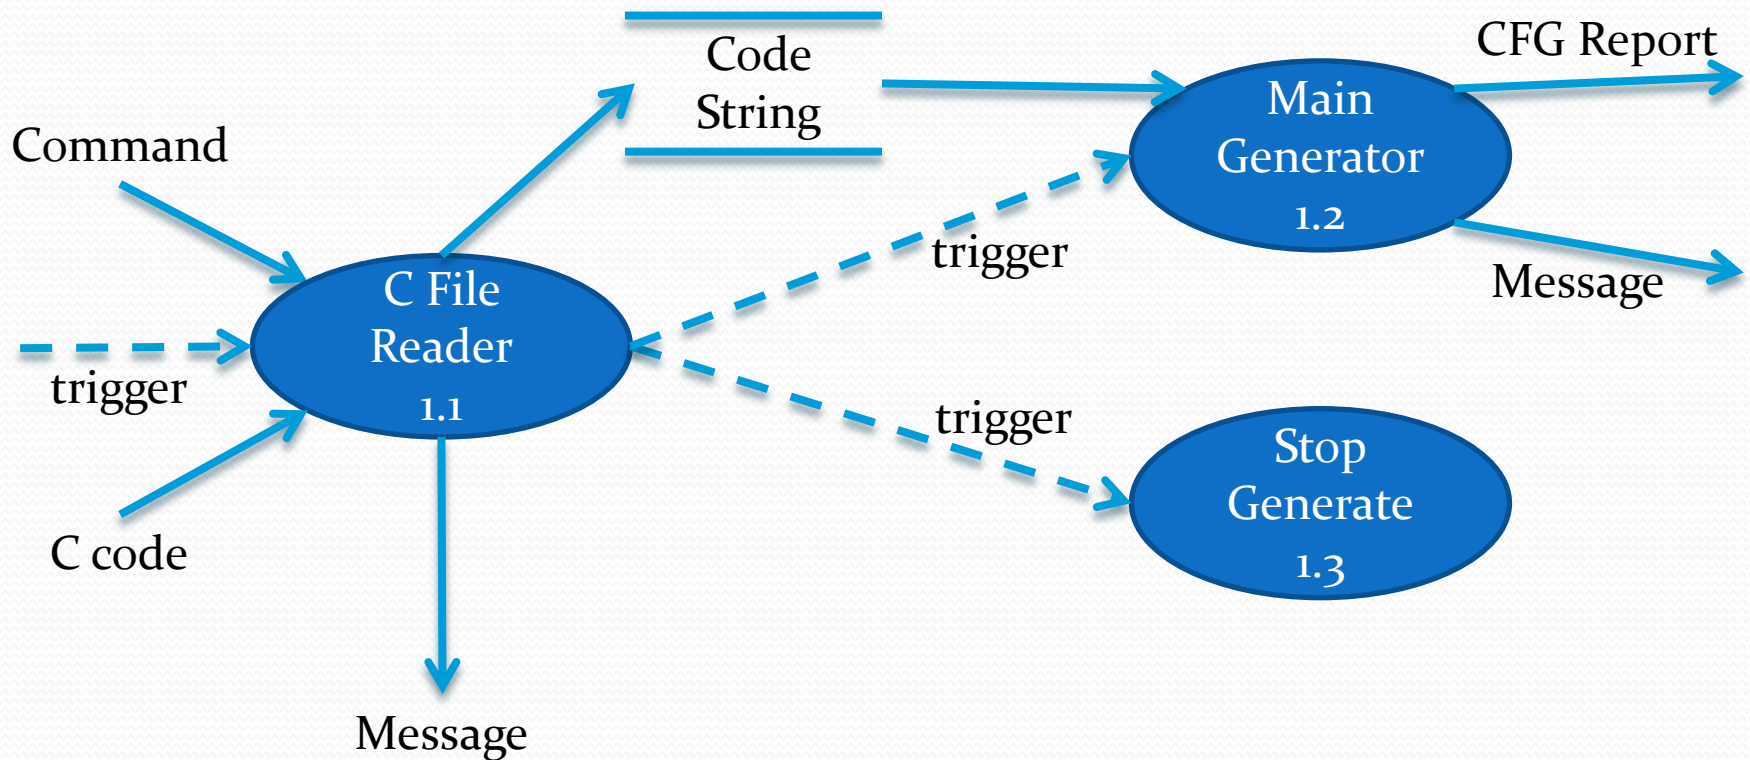 Code
String
CFG Report
Main
Generator
1.2
Command
trigger
Message
C File
Reader
1.1
trigger
trigger
Stop
Generate
1.3
C code
Message